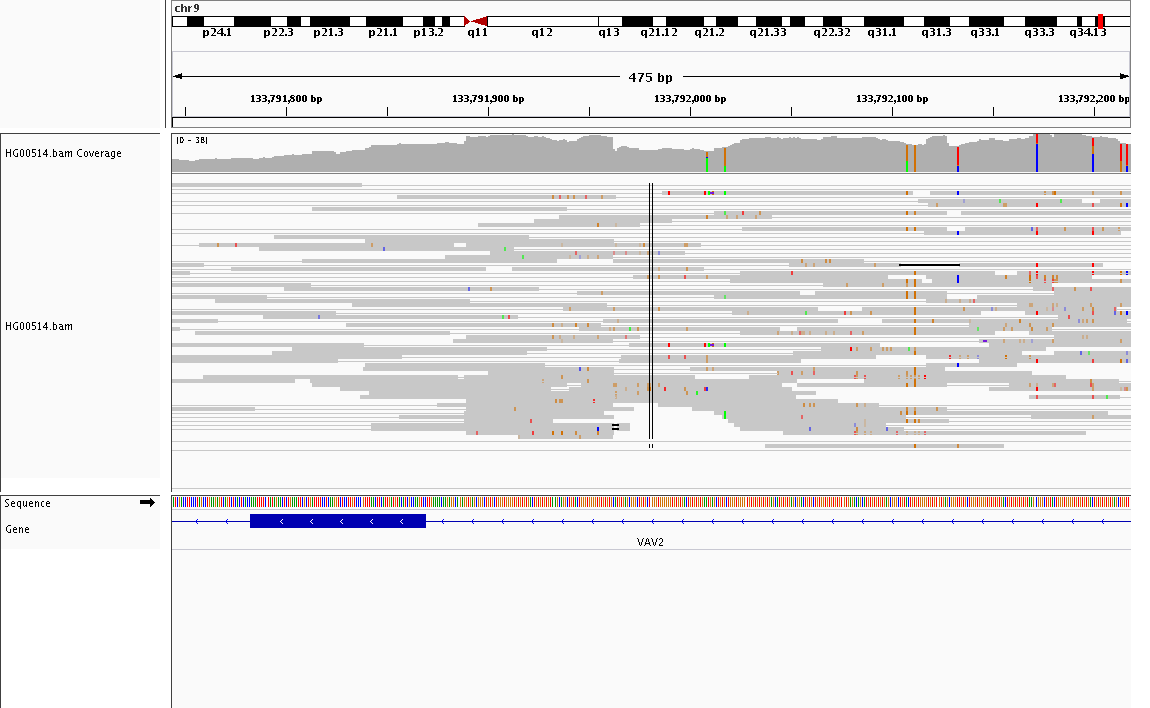 chr9
p24.1 p22.3 p21.3 p21.1 p13.2 q11 q12 q13 q21.12 q21.2 q21.33 q22.32 q31.1 q31.3 q33.1 q33.3 q34.13
475 bp
133,791,800 bp 133,791,900 bp 133,792,000 bp 133,792,100 bp 133,792,200 bp
[0 - 38]
HG00514.bam Coverage
HG00514.bam
Sequence
Gene
VAV2